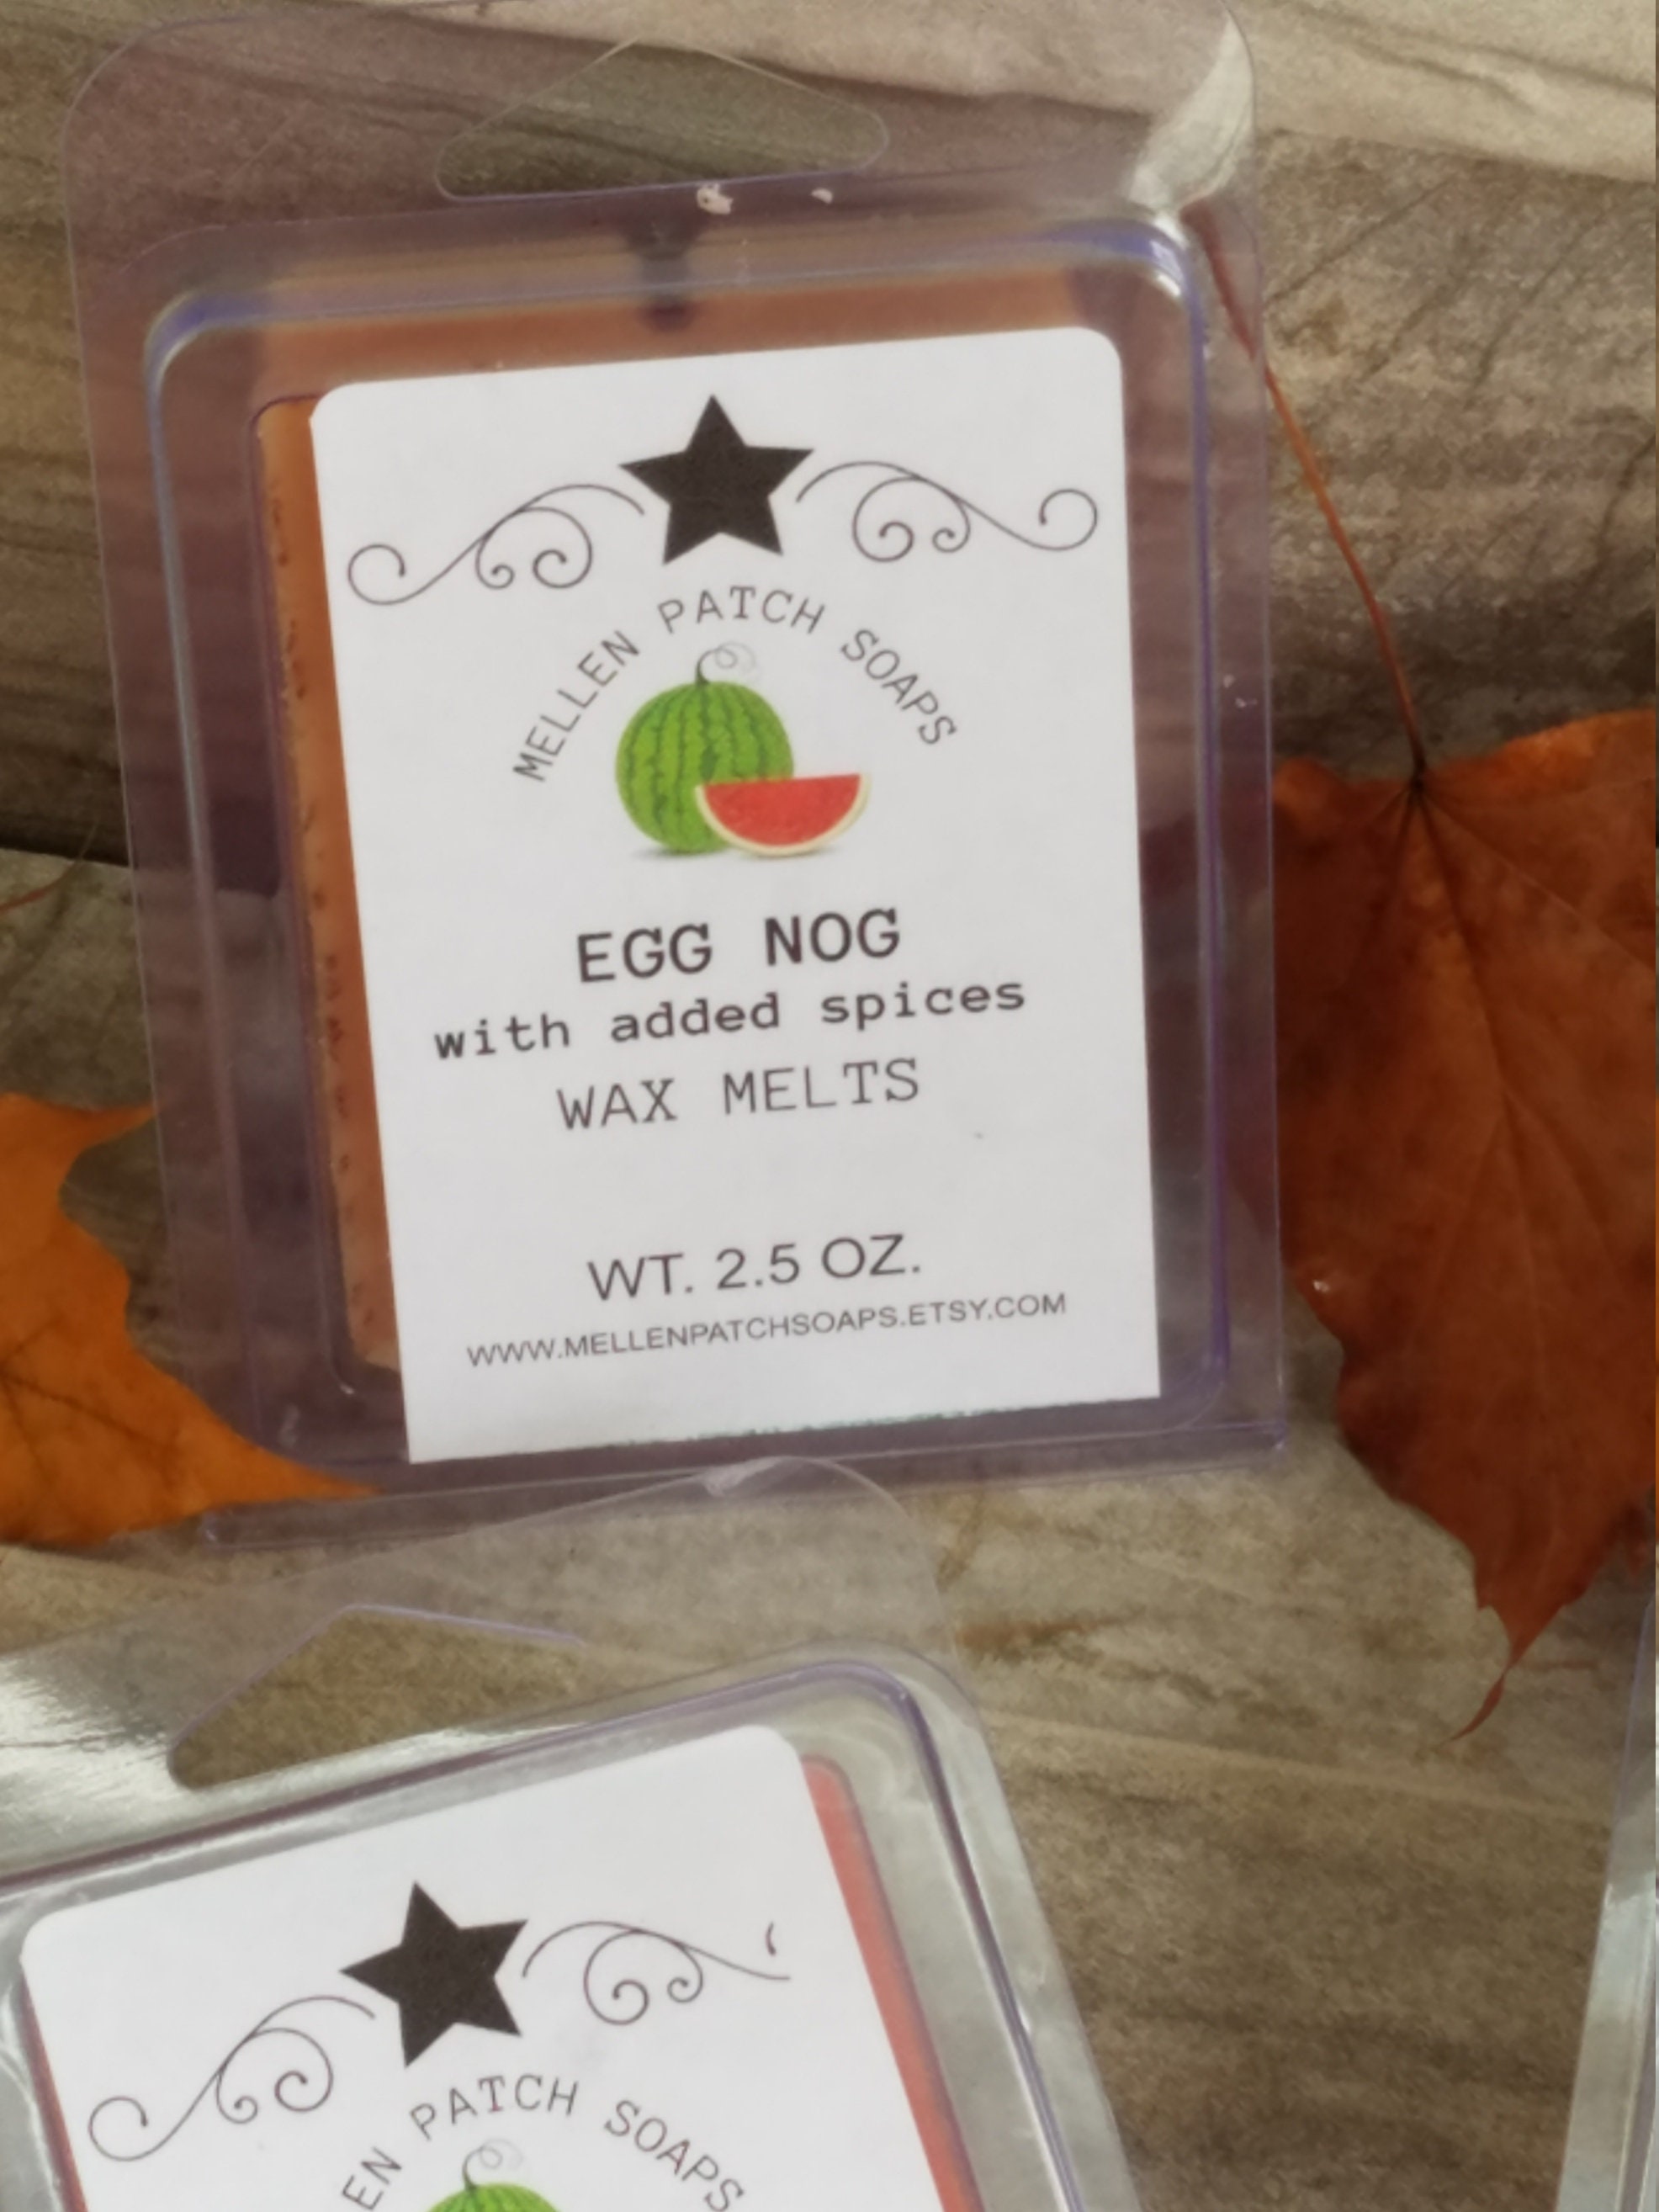 MELLEN PATCH SOAPS
EGG NOG
with added spices
WAX MELTS
WT. 2.5 OZ.
WWW.MELLENPATCHSOAPS.ETSY.COM
EN PATCH SOAPS